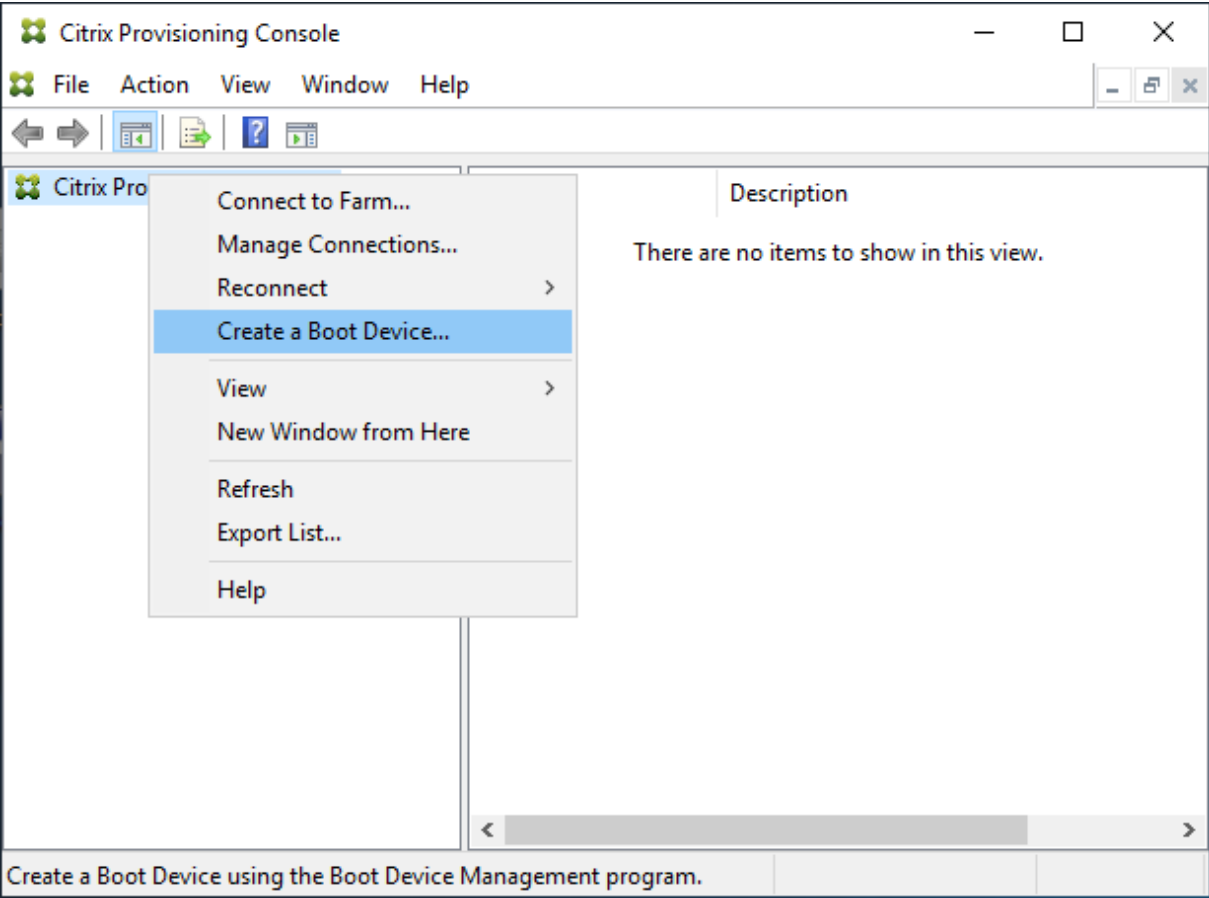 Citrix Provisioning Console
File Action View Window Help
Citrix Pro
Connect to Farm...
Manage Connections...
Reconnect
Create a Boot Device...
View
New Window from Here
Refresh
Export List...
Help
Description
There are no items to show in this view.
Create a Boot Device using the Boot Device Management program.